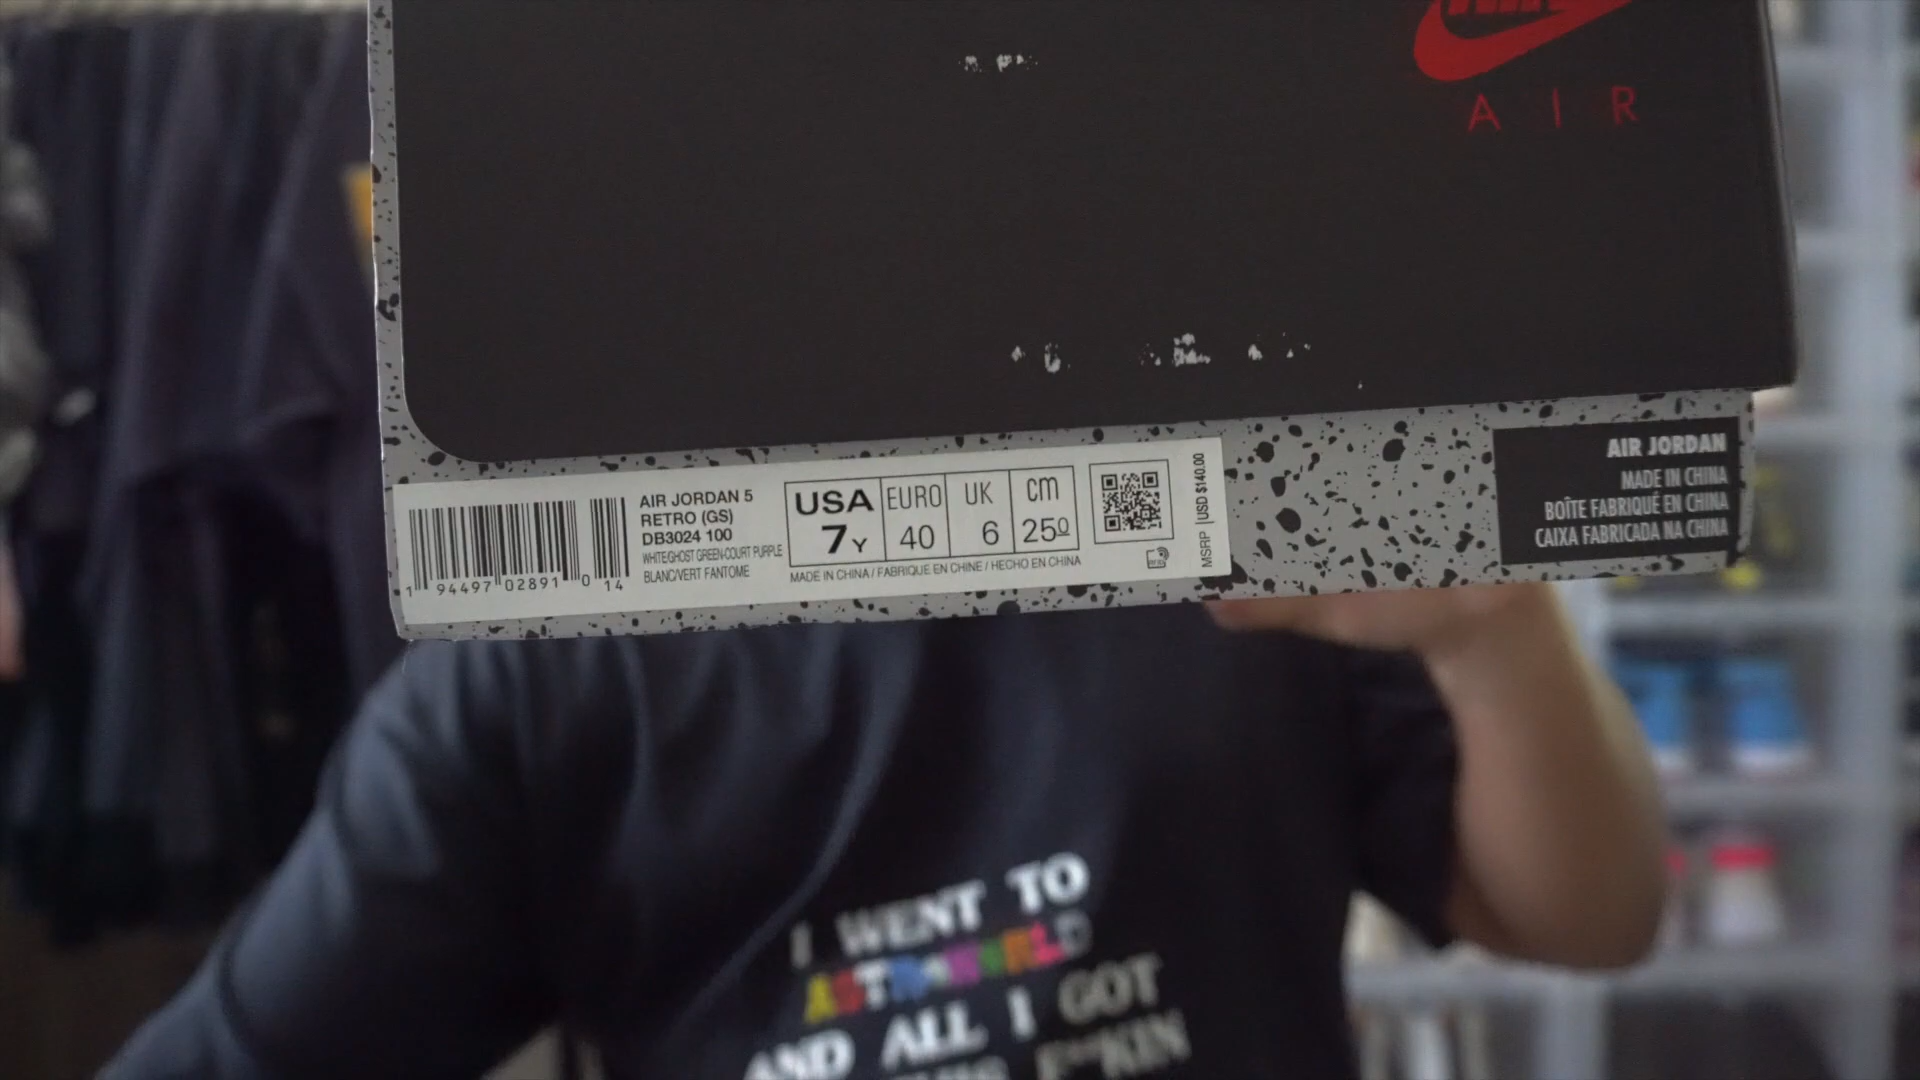 AIR
AIR JORDAN 5
RETRO (GS)
DB3024 100
WHITE/GHOST GREEN-COURT PURPLE
BLANC/VERT FANTOME
1 94497 02891 0 14
USA EURO UK cm
7Y 40 6 250
MADE IN CHINA / FABRIQUE EN CHINE / HECHO EN CHINA
MSRP USD $140.00
AIR JORDAN
MADE IN CHINA
BOÎTE FABRIQUÉ EN CHINA
CAIXA FABRICADA NA CHINA
I WENT TO
ASTROWORLD
AND ALL I GOT
F**KIN